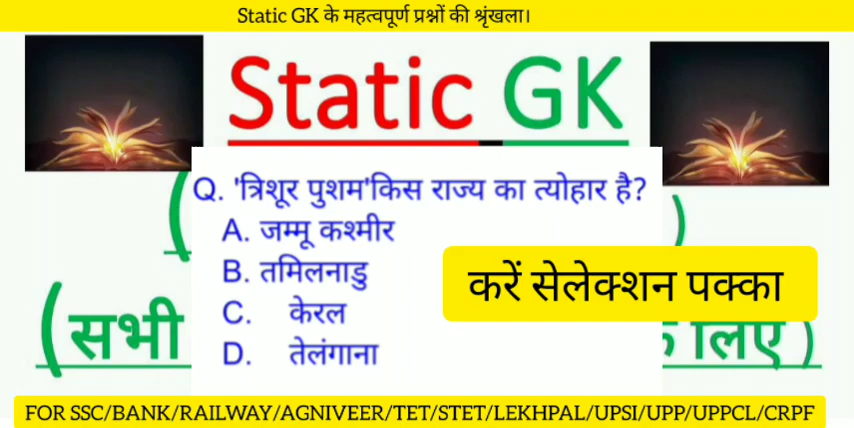 Static GK के महत्वपूर्ण प्रश्नों की श्रृंखला।
Static GK
(
)
Q. 'त्रिशूर पुशम'किस राज्य का त्योहार है?
A. जम्मू कश्मीर
B. तमिलनाडु
C. केरल
D. तेलंगाना
करें सेलेक्शन पक्का
(सभी
लिए )
FOR SSC/BANK/RAILWAY/AGNIVEER/TET/STET/LEKHPAL/UPSI/UPP/UPPCL/CRPF